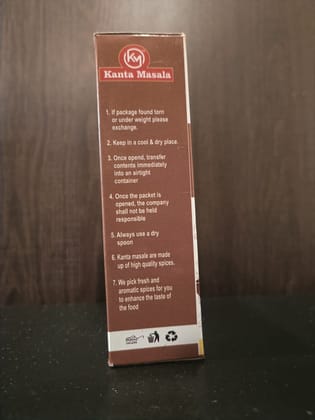 KM
Kanta Masala
1. If package found torn
or under weight please
exchange.
2. Keep in a cool & dry place.
3. Once opend, transfer
contents immediately
into an airtight
container
4. Once the packet is
opened, the company
shall not be held
responsible
5. Always use a dry
spoon
6. Kanta masala are made
up of high quality spices.
7. We pick fresh and
aromatic spices for you
to enhance the taste of
the food